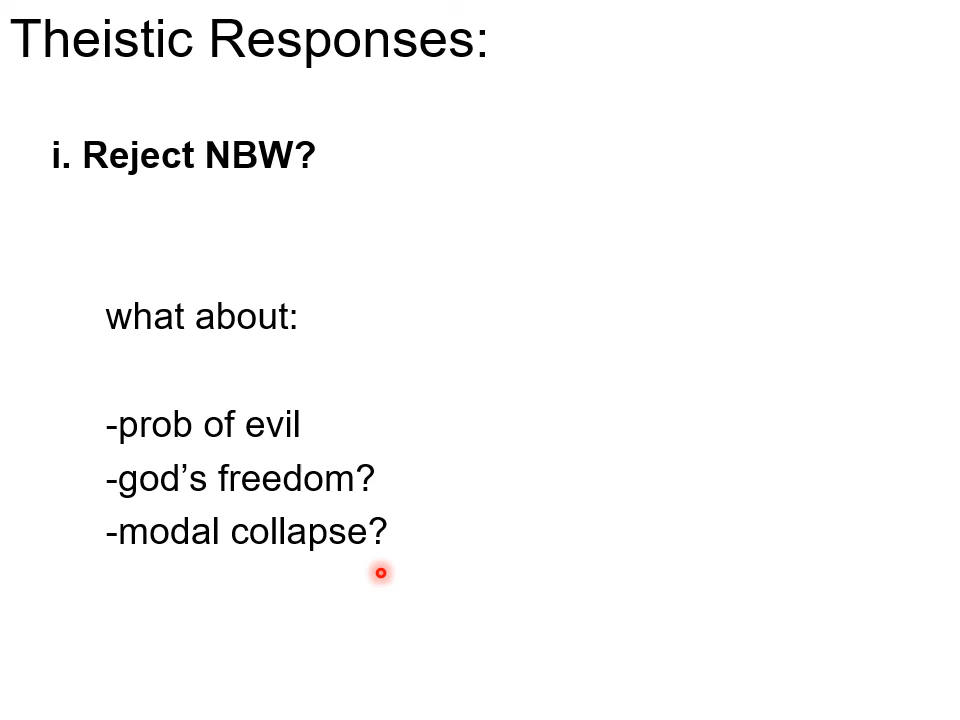 Theistic Responses:
i. Reject NBW?
what about:
-prob of evil
-god’s freedom?
-modal collapse?